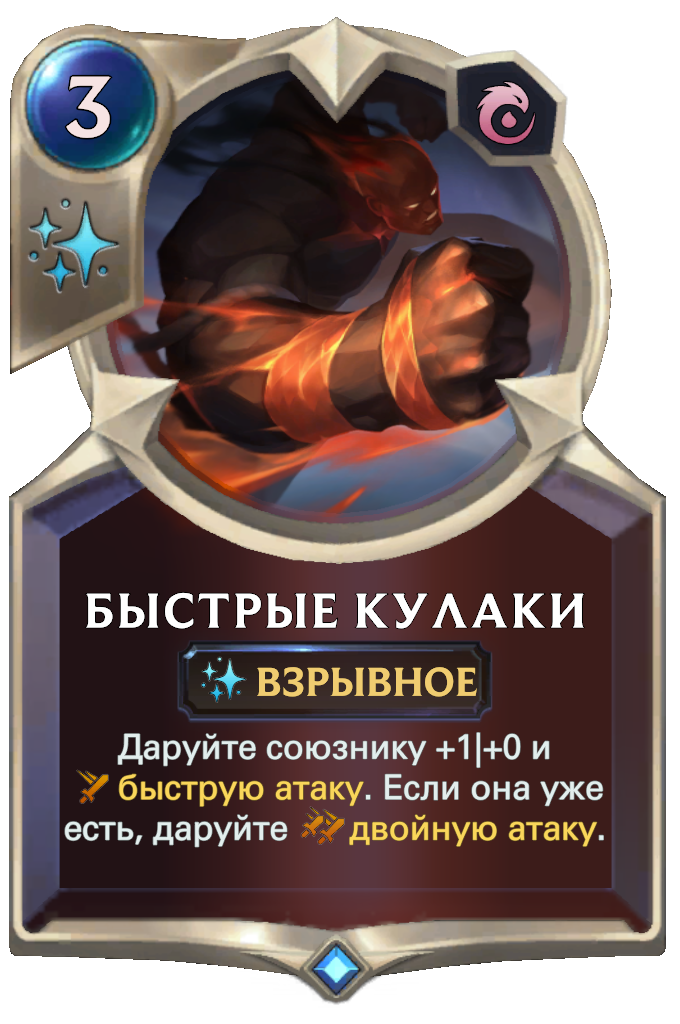 3
БЫСТРЫЕ КУЛАКИ
ВЗРЫВНОЕ
Даруйте союзнику +1|+0 и
быструю атаку. Если она уже
есть, даруйте двойную атаку.